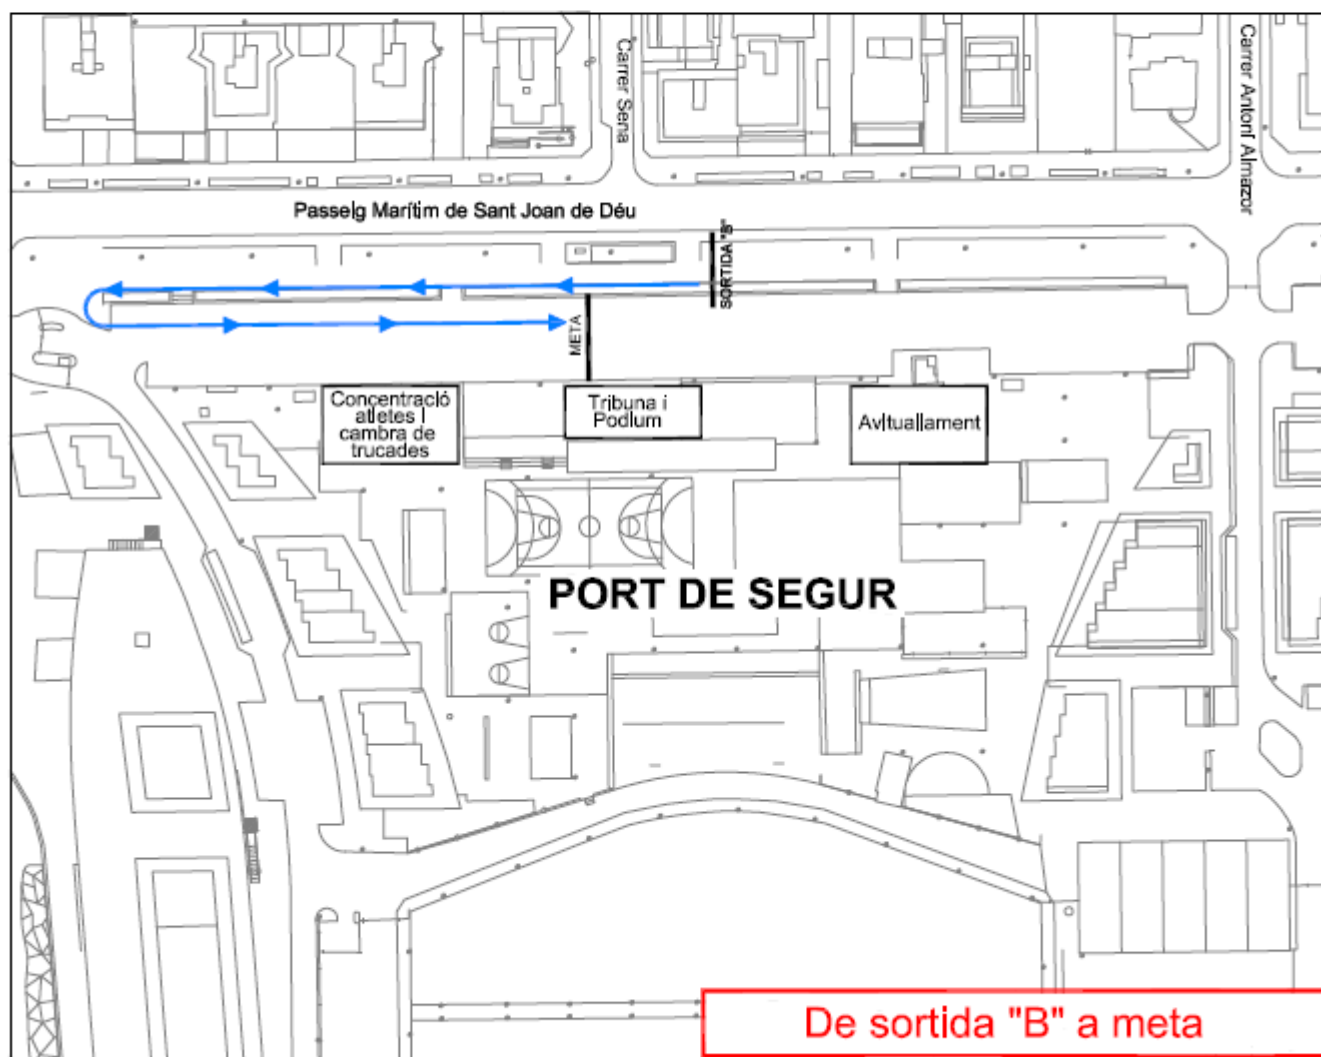 Carrer Sena
Carrer Antoní Almazor
Passeig Marítim de Sant Joan de Déu
SORTIDA "B"
META
Concentració
atletes i
cambra de
trucades
Tribuna i
Podium
Avituallament
PORT DE SEGUR
De sortida "B" a meta